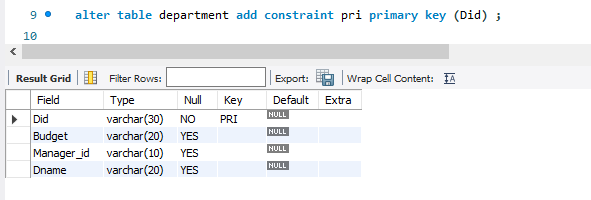 9 alter table department add constraint pri primary key (Did) ;
10
Result Grid Filter Rows: Export: Wrap Cell Content: IA
Field Type Null Key Default Extra
Did varchar(30) NO PRI NULL
Budget varchar(20) YES NULL
Manager_id varchar(10) YES NULL
Dname varchar(20) YES NULL